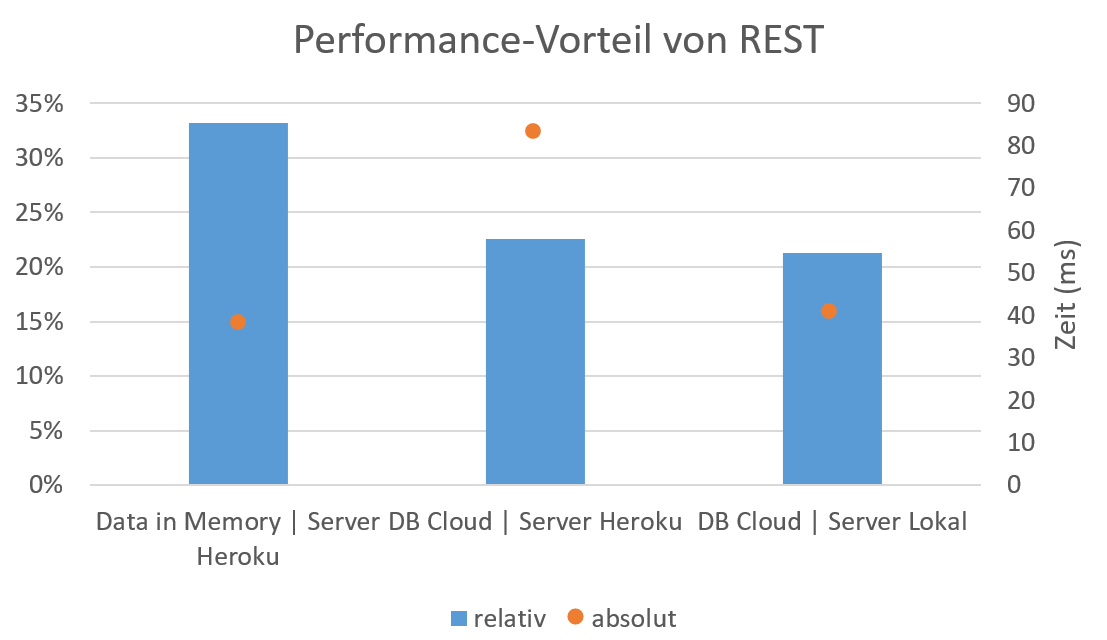 Performance-Vorteil von REST
35%
30%
25%
20%
15%
10%
5%
0%
90
80
70
60
50
40
30
20
10
0
Zeit (ms)
Data in Memory | Server Heroku
DB Cloud | Server Heroku
DB Cloud | Server Lokal
relativ
absolut